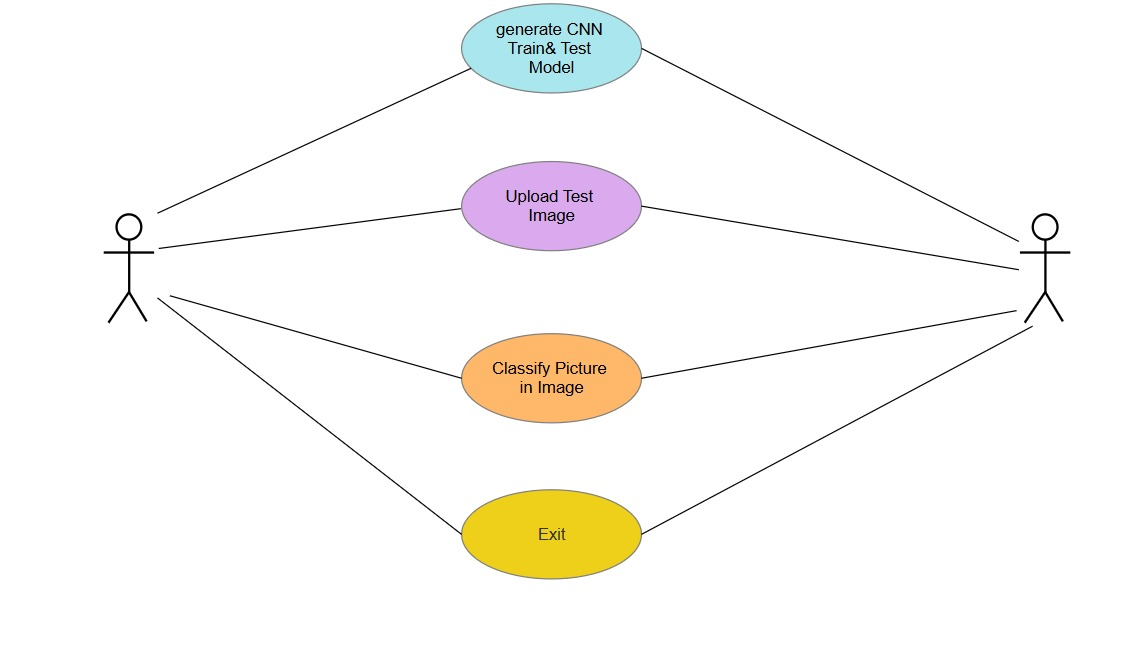 generate CNN
Train& Test
Model
Upload Test
Image
Classify Picture
in Image
Exit